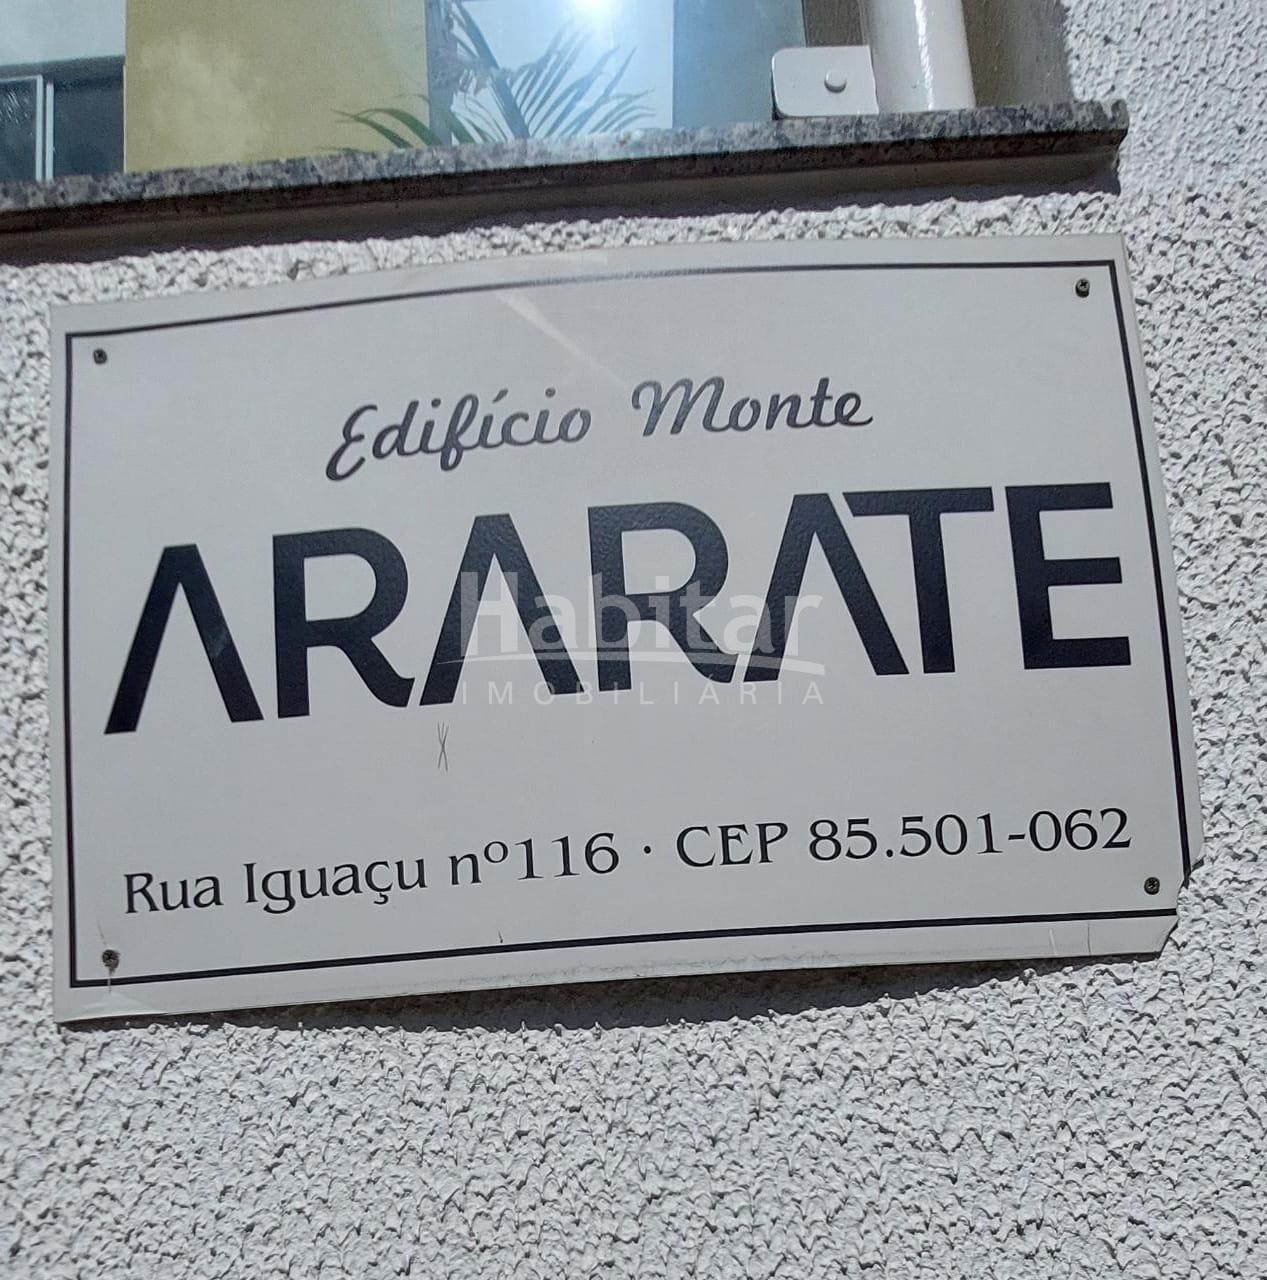 Edifício Monte
ARARATE
Habitar
IMOBILIÁRIA
Rua Iguaçu nº116 · CEP 85.501-062